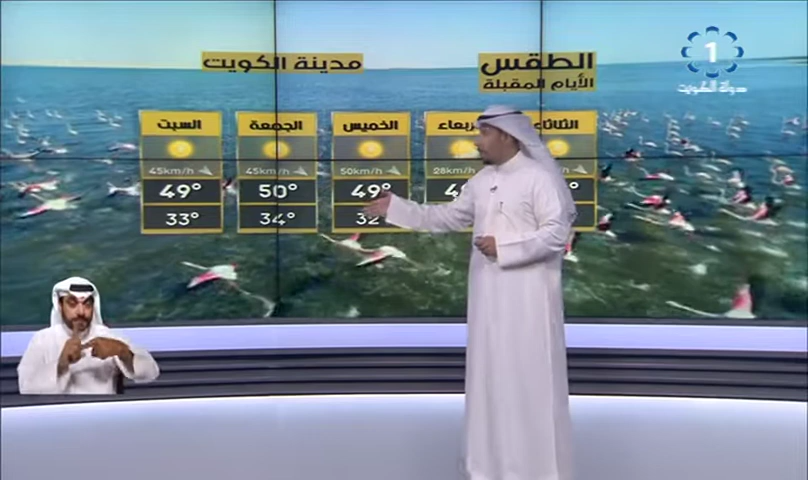 الطقس
الأيام المقبلة
مدينة الكويت
1
دولة الكويت
الثلاثاء
الخميس
الجمعة
السبت
28km/h
50km/h
45km/h
45km/h
49°
50°
49°
34°
33°